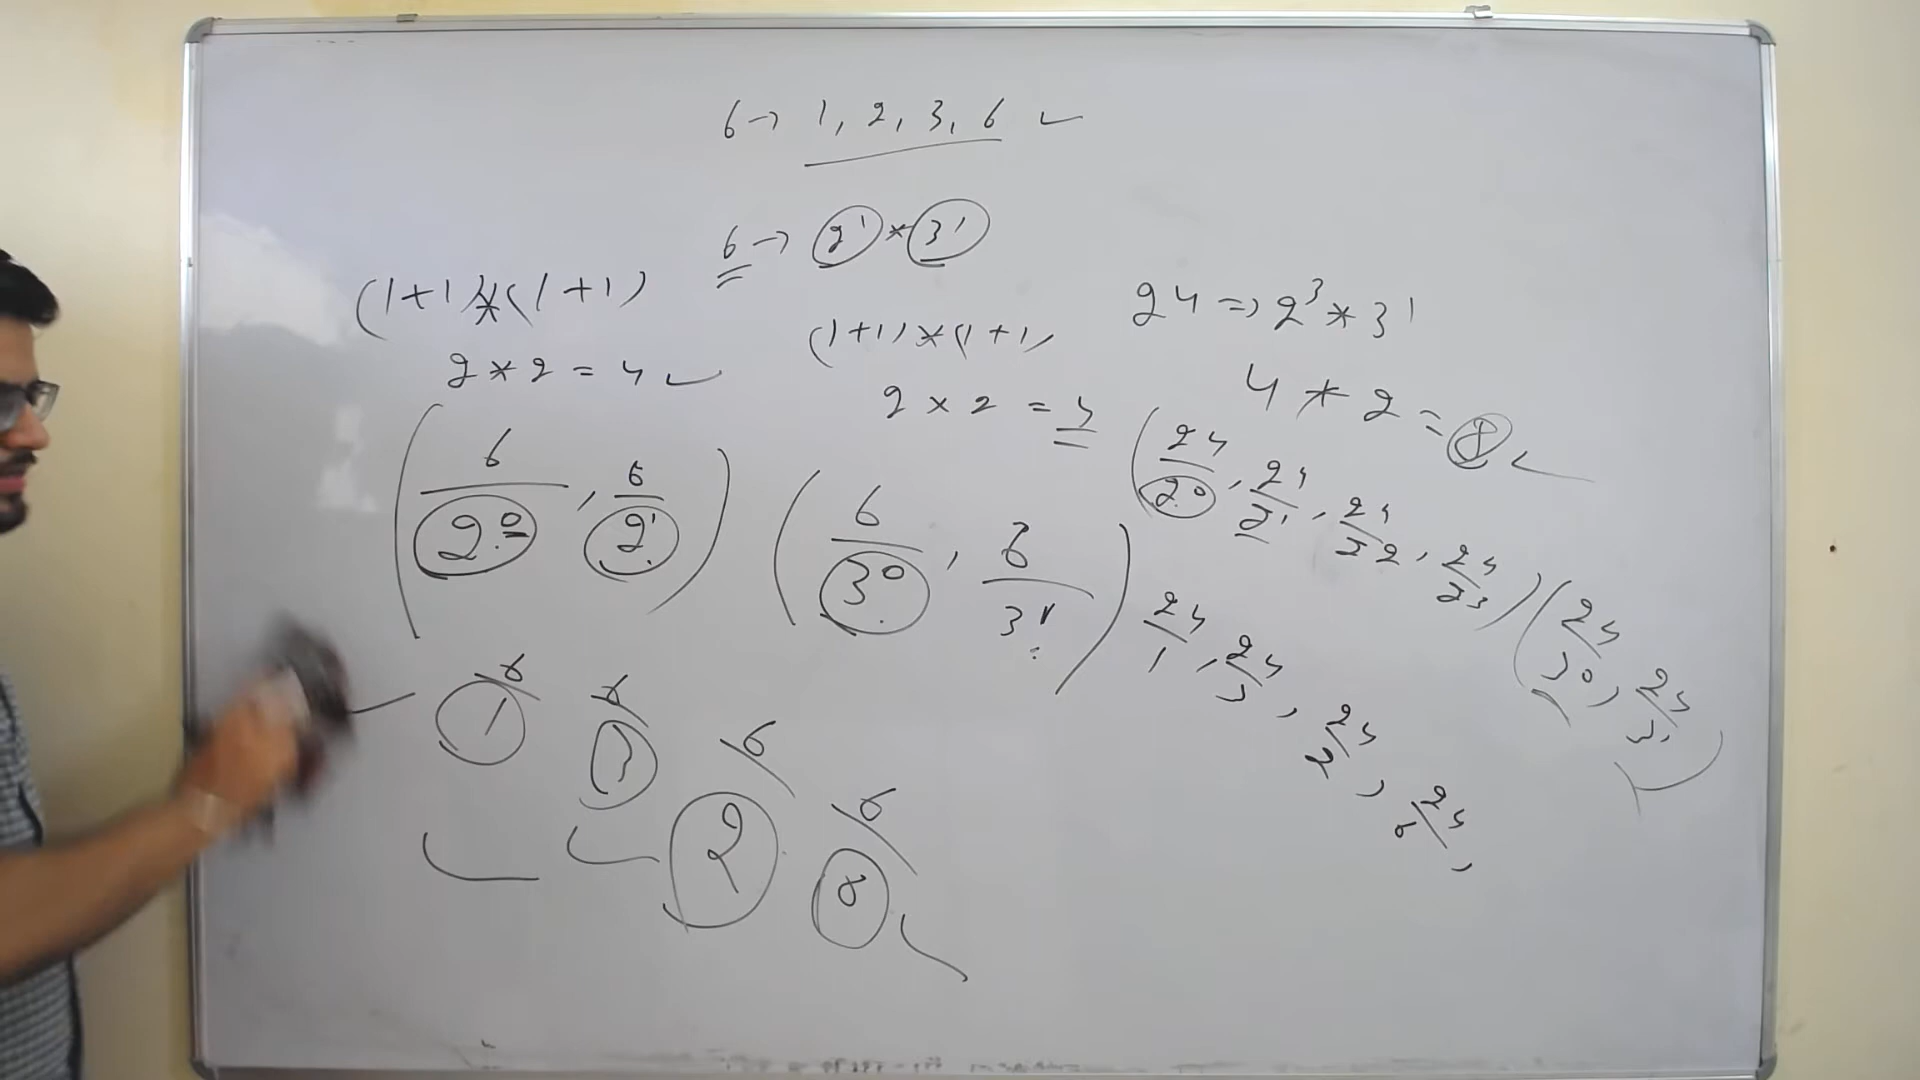 6 → 1, 2, 3, 6 ✓
6 → 2¹ * 3¹
(1+1)*(1+1)
2 * 2 = 4 ✓
(1+1)*(1+1)
2 × 2 = 4
24 ⇒ 2³ * 3¹
4 * 2 = 8 ✓
(6/2⁰, 6/2¹) (6/3⁰, 6/3¹)
(24/2⁰, 24/2¹, 24/2², 24/2³) (24/3⁰, 24/3¹)
6/1 6/3 6/2 6/6
24/1, 24/3, 24/2, 24/6,